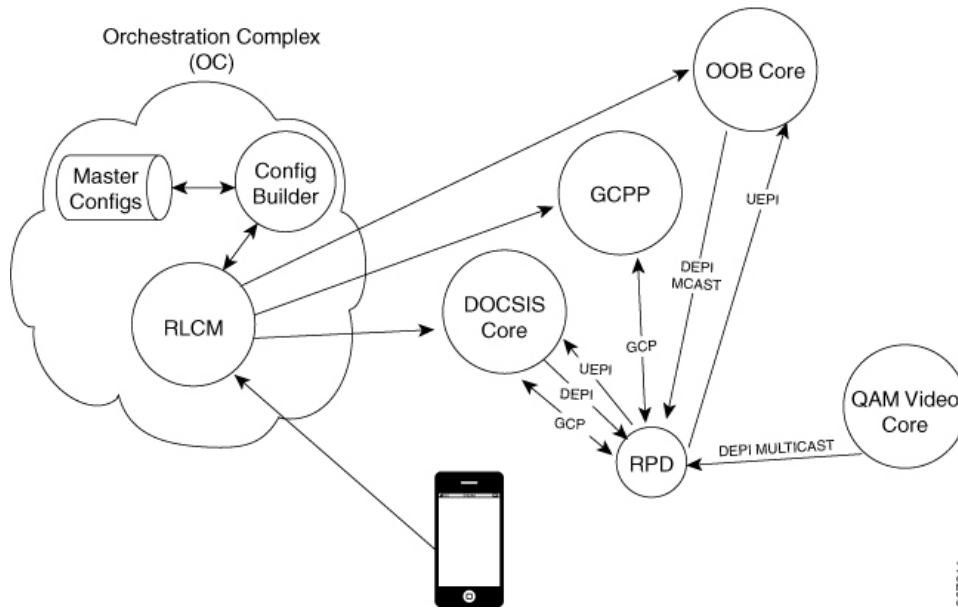 Orchestration Complex
(OC)
OOB Core
Master
Configs
Config
Builder
GCPP
UEPI
DEPI
MCAST
RLCM
DOCSIS
Core
GCP
UEPI
DEPI
GCP
QAM Video
Core
RPD
DEPI MULTICAST